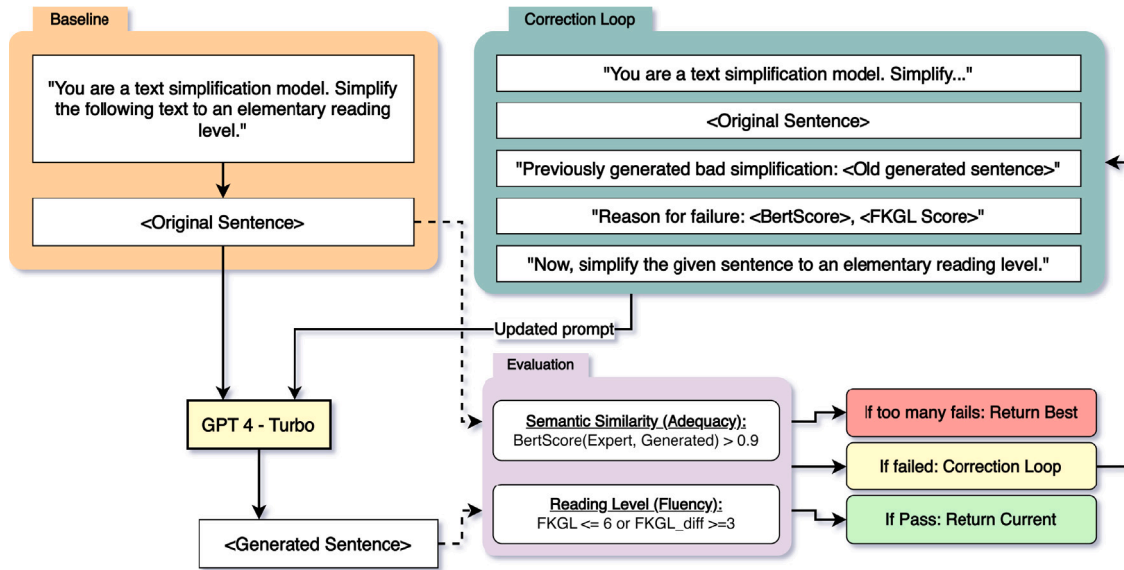 Baseline
"You are a text simplification model. Simplify
the following text to an elementary reading
level."
<Original Sentence>
Correction Loop
"You are a text simplification model. Simplify..."
<Original Sentence>
"Previously generated bad simplification: <Old generated sentence>"
"Reason for failure: <BertScore>, <FKGL Score>"
"Now, simplify the given sentence to an elementary reading level."
Updated prompt
GPT 4 - Turbo
<Generated Sentence>
Evaluation
Semantic Similarity (Adequacy):
BertScore(Expert, Generated) > 0.9
Reading Level (Fluency):
FKGL <= 6 or FKGL_diff >=3
If too many fails: Return Best
If failed: Correction Loop
If Pass: Return Current